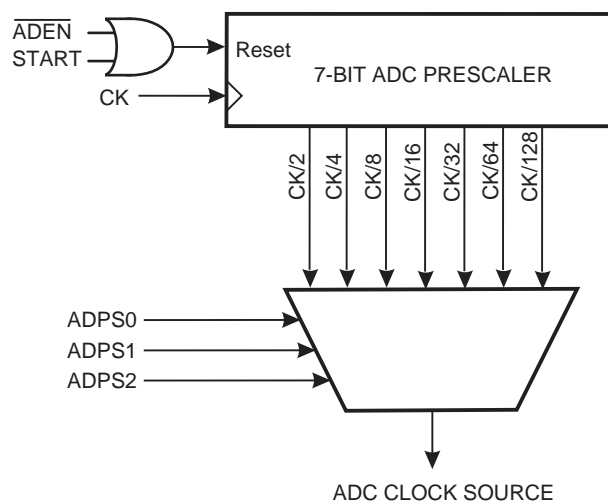 ADEN
START
Reset
7-BIT ADC PRESCALER
CK
CK/2
CK/4
CK/8
CK/16
CK/32
CK/64
CK/128
ADPS0
ADPS1
ADPS2
ADC CLOCK SOURCE